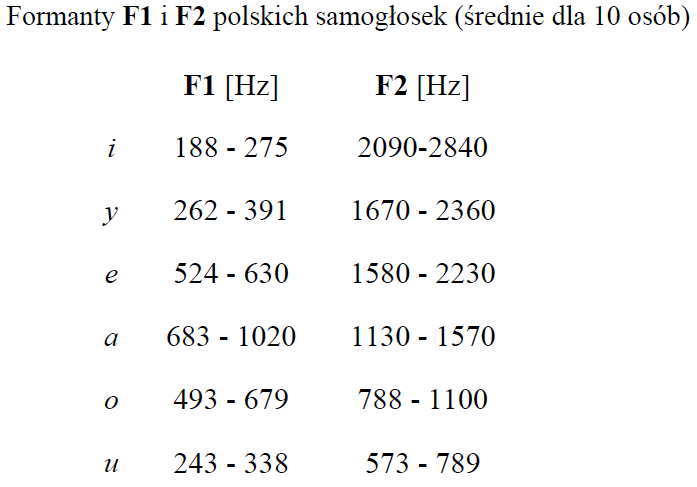 Formanty F1 i F2 polskich samogłosek (średnie dla 10 osób)
F1 [Hz] F2 [Hz]
i 188 - 275 2090-2840
y 262 - 391 1670 - 2360
e 524 - 630 1580 - 2230
a 683 - 1020 1130 - 1570
o 493 - 679 788 - 1100
u 243 - 338 573 - 789